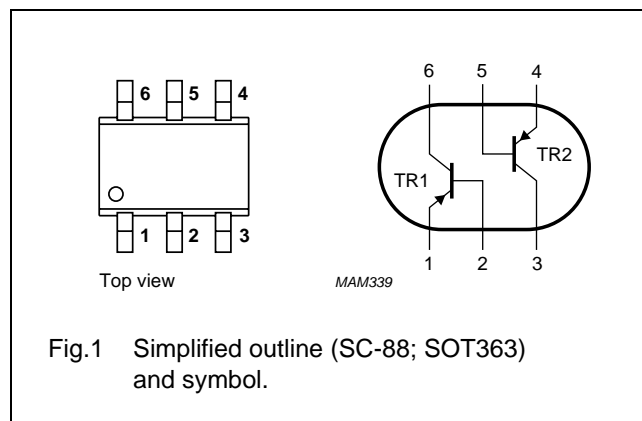 6 5 4
1 2 3
Top view
6 5 4
TR1
TR2
1 2 3
MAM339
Fig.1 Simplified outline (SC-88; SOT363)
and symbol.